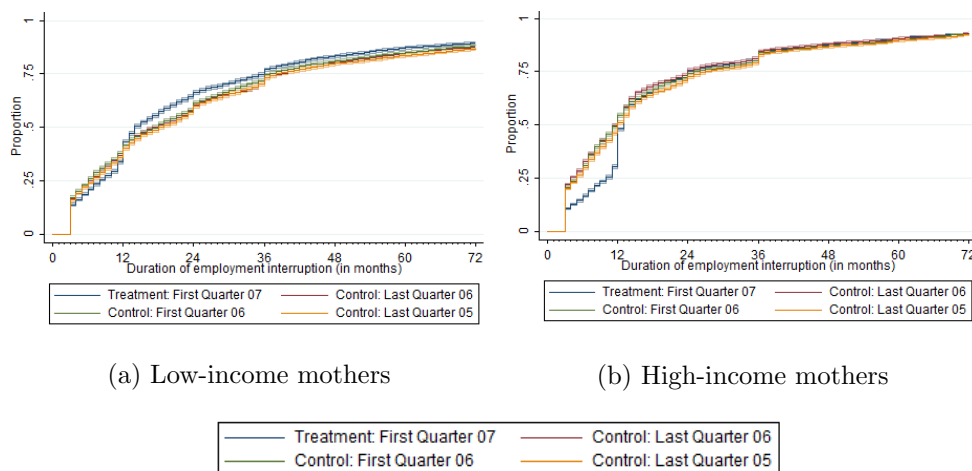 1
.75
.5
.25
0
Proportion
0 12 24 36 48 60 72
Duration of employment interruption (in months)
Treatment: First Quarter 07 Control: Last Quarter 06
Control: First Quarter 06 Control: Last Quarter 05
(a) Low-income mothers
1
.75
.5
.25
0
Proportion
0 12 24 36 48 60 72
Duration of employment interruption (in months)
Treatment: First Quarter 07 Control: Last Quarter 06
Control: First Quarter 06 Control: Last Quarter 05
(b) High-income mothers
Treatment: First Quarter 07 Control: Last Quarter 06
Control: First Quarter 06 Control: Last Quarter 05